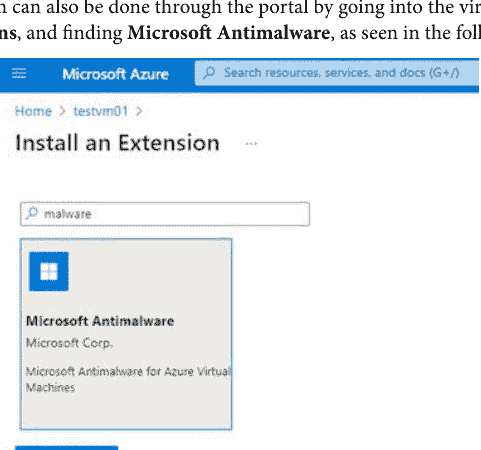 n can also be done through the portal by going into the vir
ns, and finding Microsoft Antimalware, as seen in the foll
Microsoft Azure
Search resources, services, and docs (G+/)
Home > testvm01 >
Install an Extension ...
malware
Microsoft Antimalware
Microsoft Corp.
Microsoft Antimalware for Azure Virtual
Machines